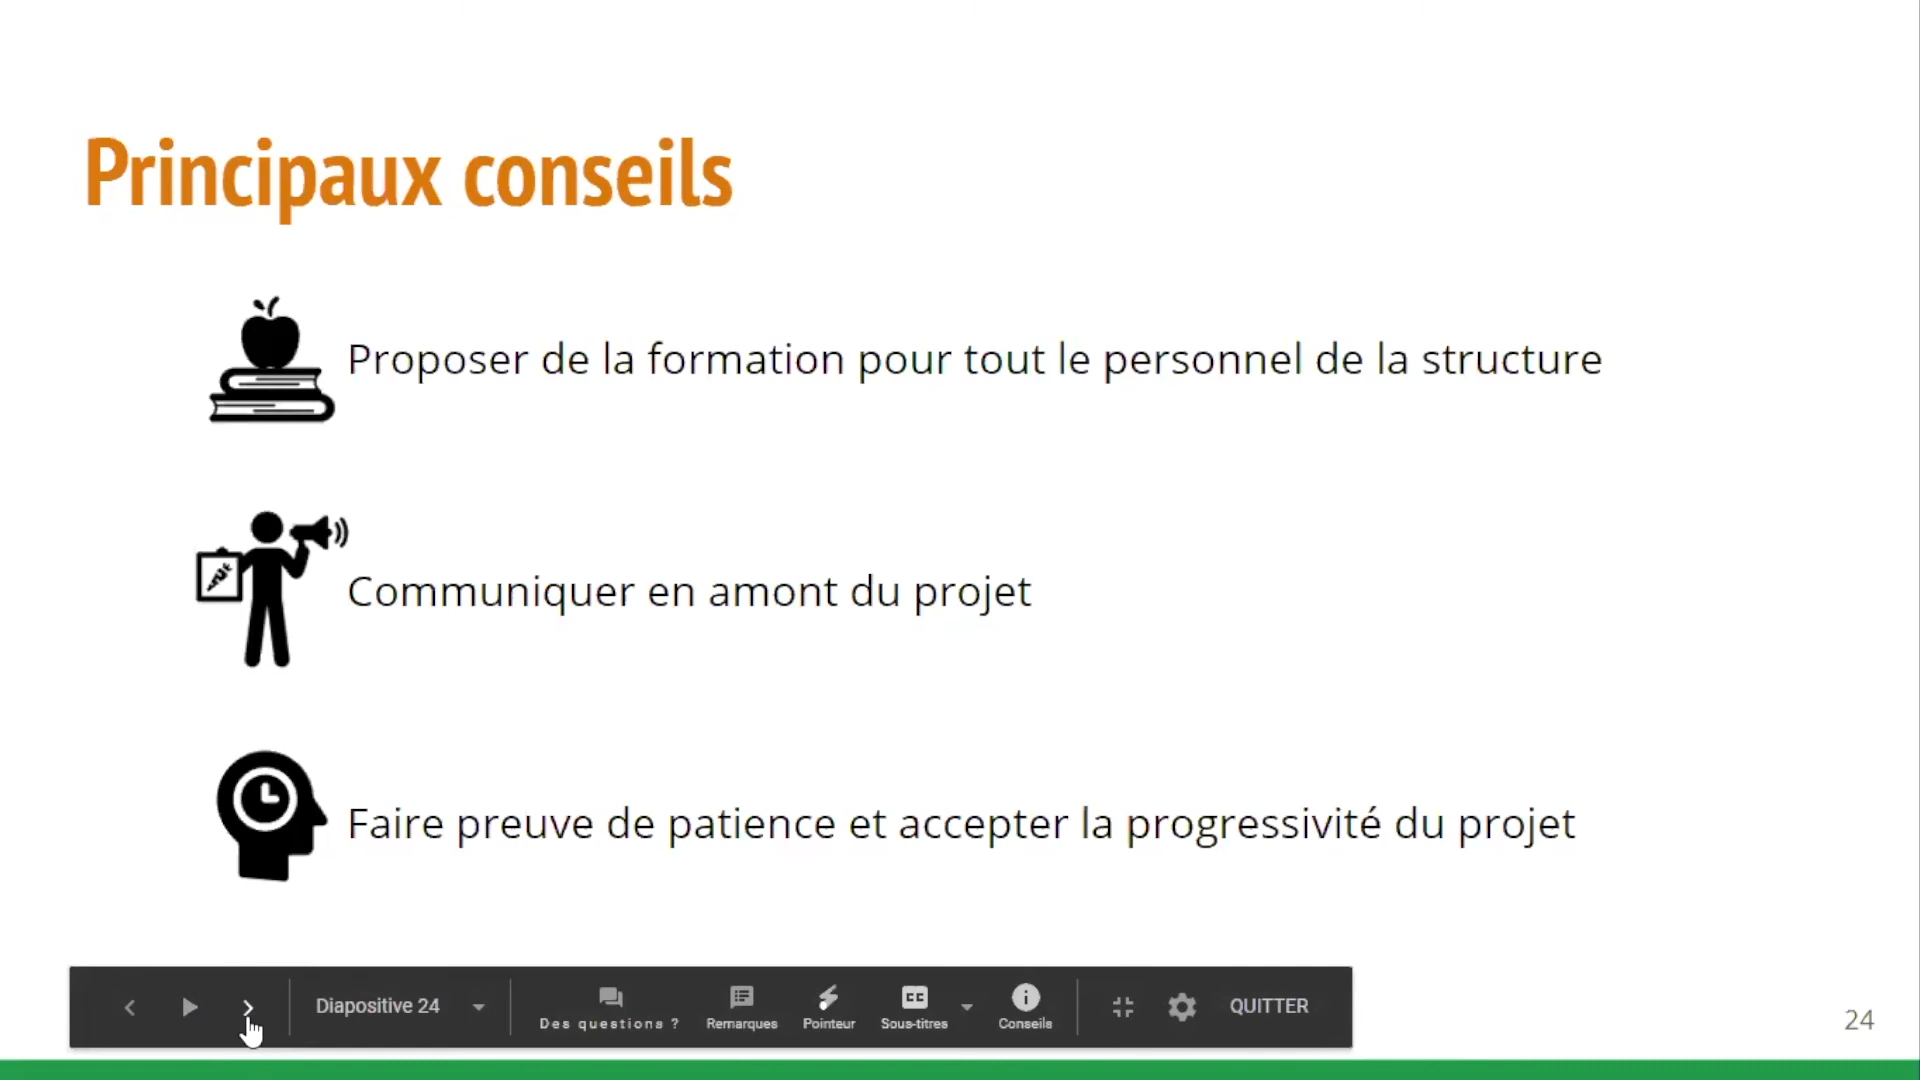 Principaux conseils
Proposer de la formation pour tout le personnel de la structure
Communiquer en amont du projet
Faire preuve de patience et accepter la progressivité du projet
Diapositive 24
Des questions ?
Remarques
Pointeur
CC
Sous-titres
Conseils
QUITTER
24